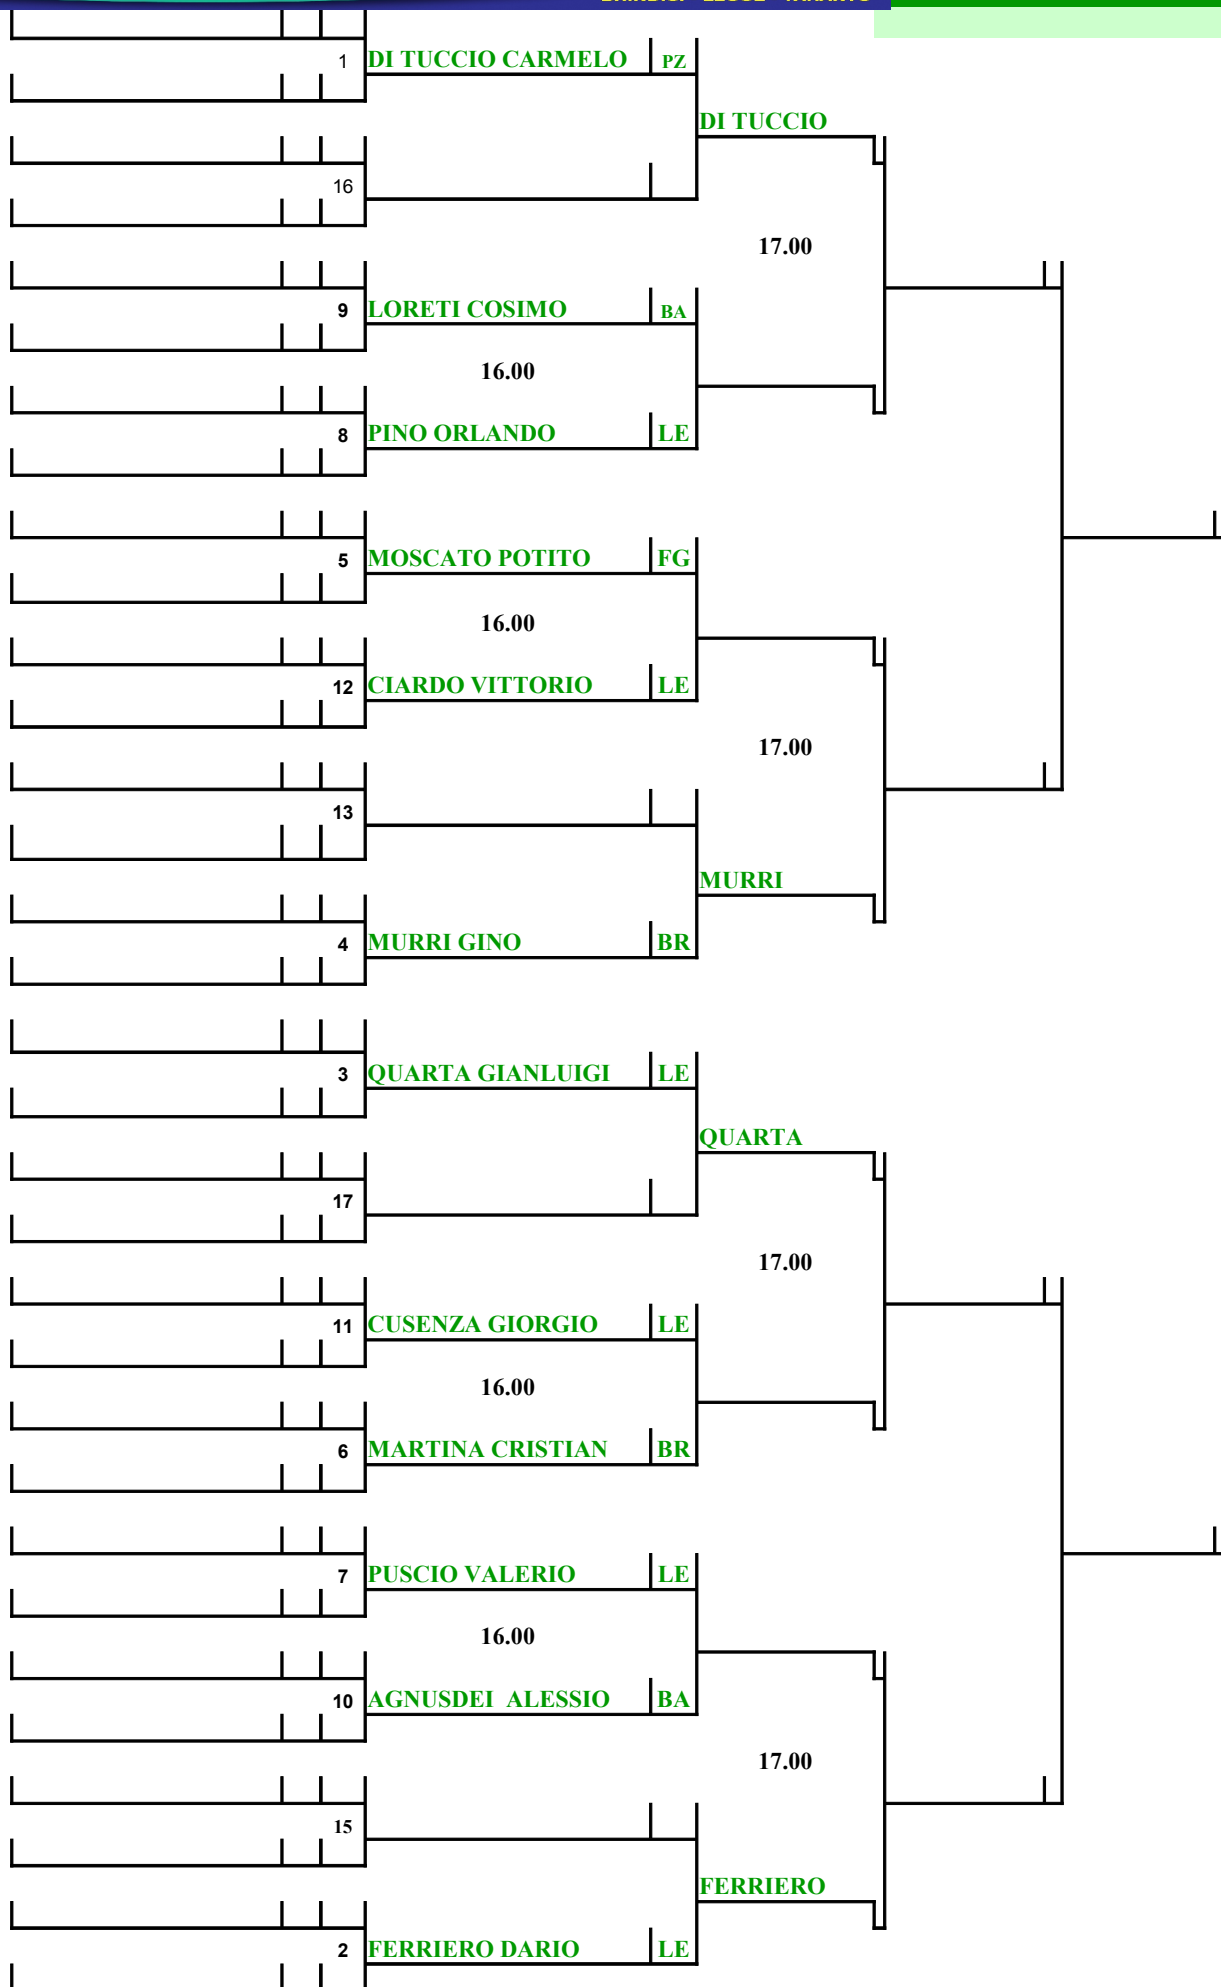 1 DI TUCCIO CARMELO PZ
DI TUCCIO
16
17.00
9 LORETI COSIMO BA
16.00
8 PINO ORLANDO LE
5 MOSCATO POTITO FG
16.00
12 CIARDO VITTORIO LE
17.00
13
MURRI
4 MURRI GINO BR
3 QUARTA GIANLUIGI LE
QUARTA
17
17.00
11 CUSENZA GIORGIO LE
16.00
6 MARTINA CRISTIAN BR
7 PUSCIO VALERIO LE
16.00
10 AGNUSDEI ALESSIO BA
17.00
15
FERRIERO
2 FERRIERO DARIO LE